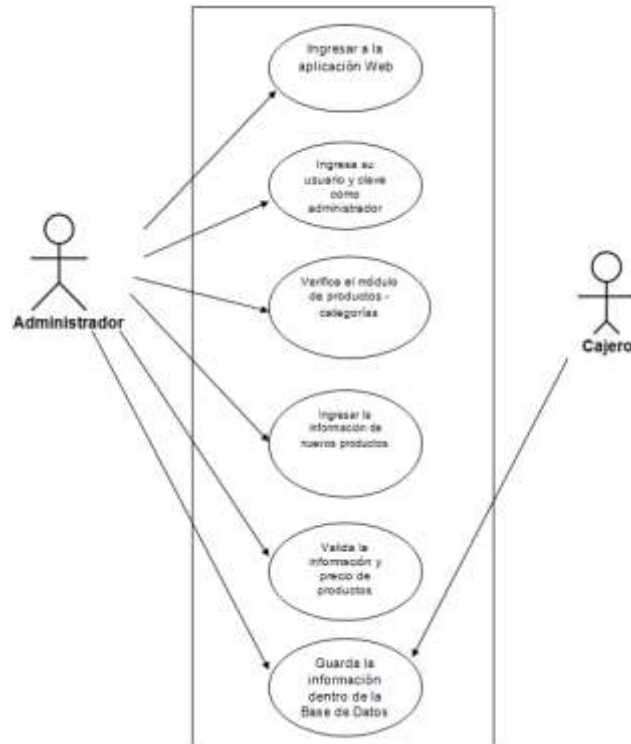 Ingresar a la
aplicación Web
Ingresa su
usuario y clave
como
administrador
Verifica el módulo
de productos -
categorías
Administrador
Cajero
Ingresar la
información de
nuevos productos
Valida la
información y
precio de
productos
Guarda la
información
dentro de la
Base de Datos